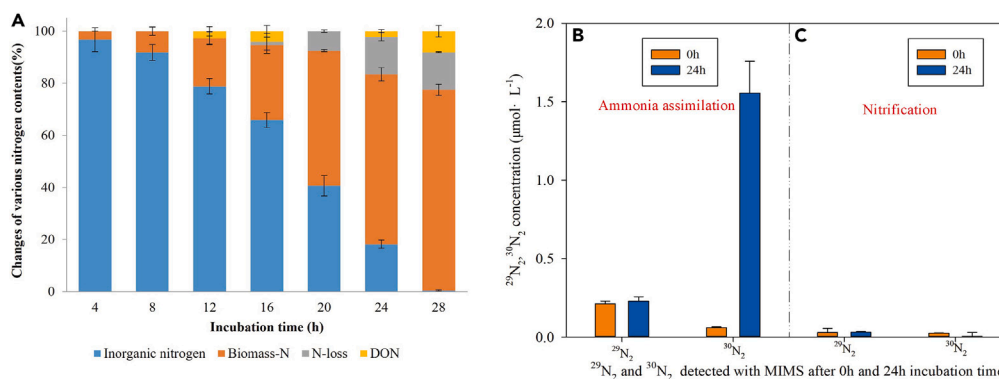 A
Changes of various nitrogen contents(%)
100
80
60
40
20
0
4 8 12 16 20 24 28
Incubation time (h)
Inorganic nitrogen Biomass-N N-loss DON
B C
²⁹N₂,³⁰N₂ concentration (μmol· L⁻¹)
2.0
1.5
1.0
0.5
0.0
0h
24h
0h
24h
Ammonia assimilation
Nitrification
²⁹N₂ ³⁰N₂ ²⁹N₂ ³⁰N₂
²⁹N₂ and ³⁰N₂ detected with MIMS after 0h and 24h incubation time